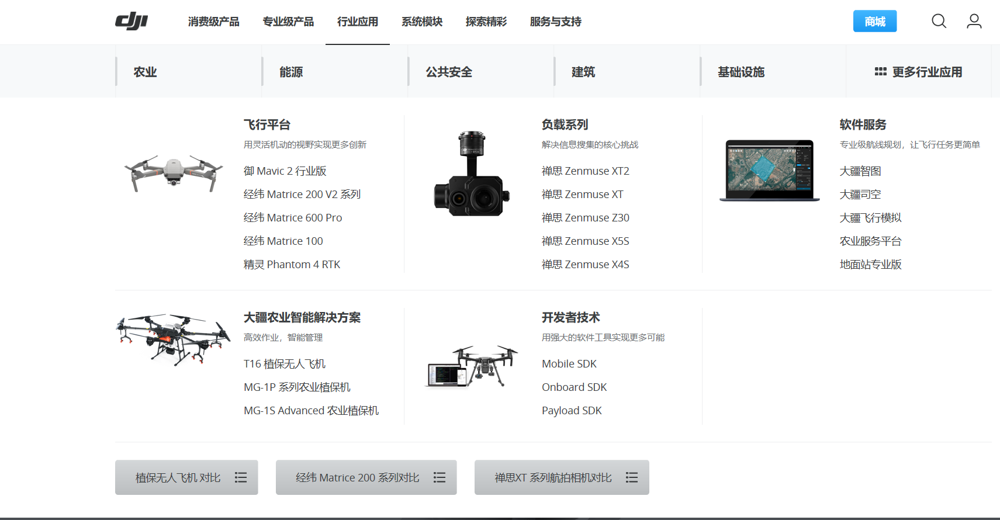 dji
消费级产品
专业级产品
行业应用
系统模块
探索精彩
服务与支持
商城
农业
能源
公共安全
建筑
基础设施
更多行业应用
飞行平台
用灵活机动的视野实现更多创新
御 Mavic 2 行业版
经纬 Matrice 200 V2 系列
经纬 Matrice 600 Pro
经纬 Matrice 100
精灵 Phantom 4 RTK
负载系列
解决信息搜集的核心挑战
禅思 Zenmuse XT2
禅思 Zenmuse XT
禅思 Zenmuse Z30
禅思 Zenmuse X5S
禅思 Zenmuse X4S
软件服务
专业级航线规划，让飞行任务更简单
大疆智图
大疆司空
大疆飞行模拟
农业服务平台
地面站专业版
大疆农业智能解决方案
高效作业，智能管理
T16 植保无人飞机
MG-1P 系列农业植保机
MG-1S Advanced 农业植保机
开发者技术
用强大的软件工具实现更多可能
Mobile SDK
Onboard SDK
Payload SDK
植保无人飞机 对比
经纬 Matrice 200 系列对比
禅思XT 系列航拍相机对比